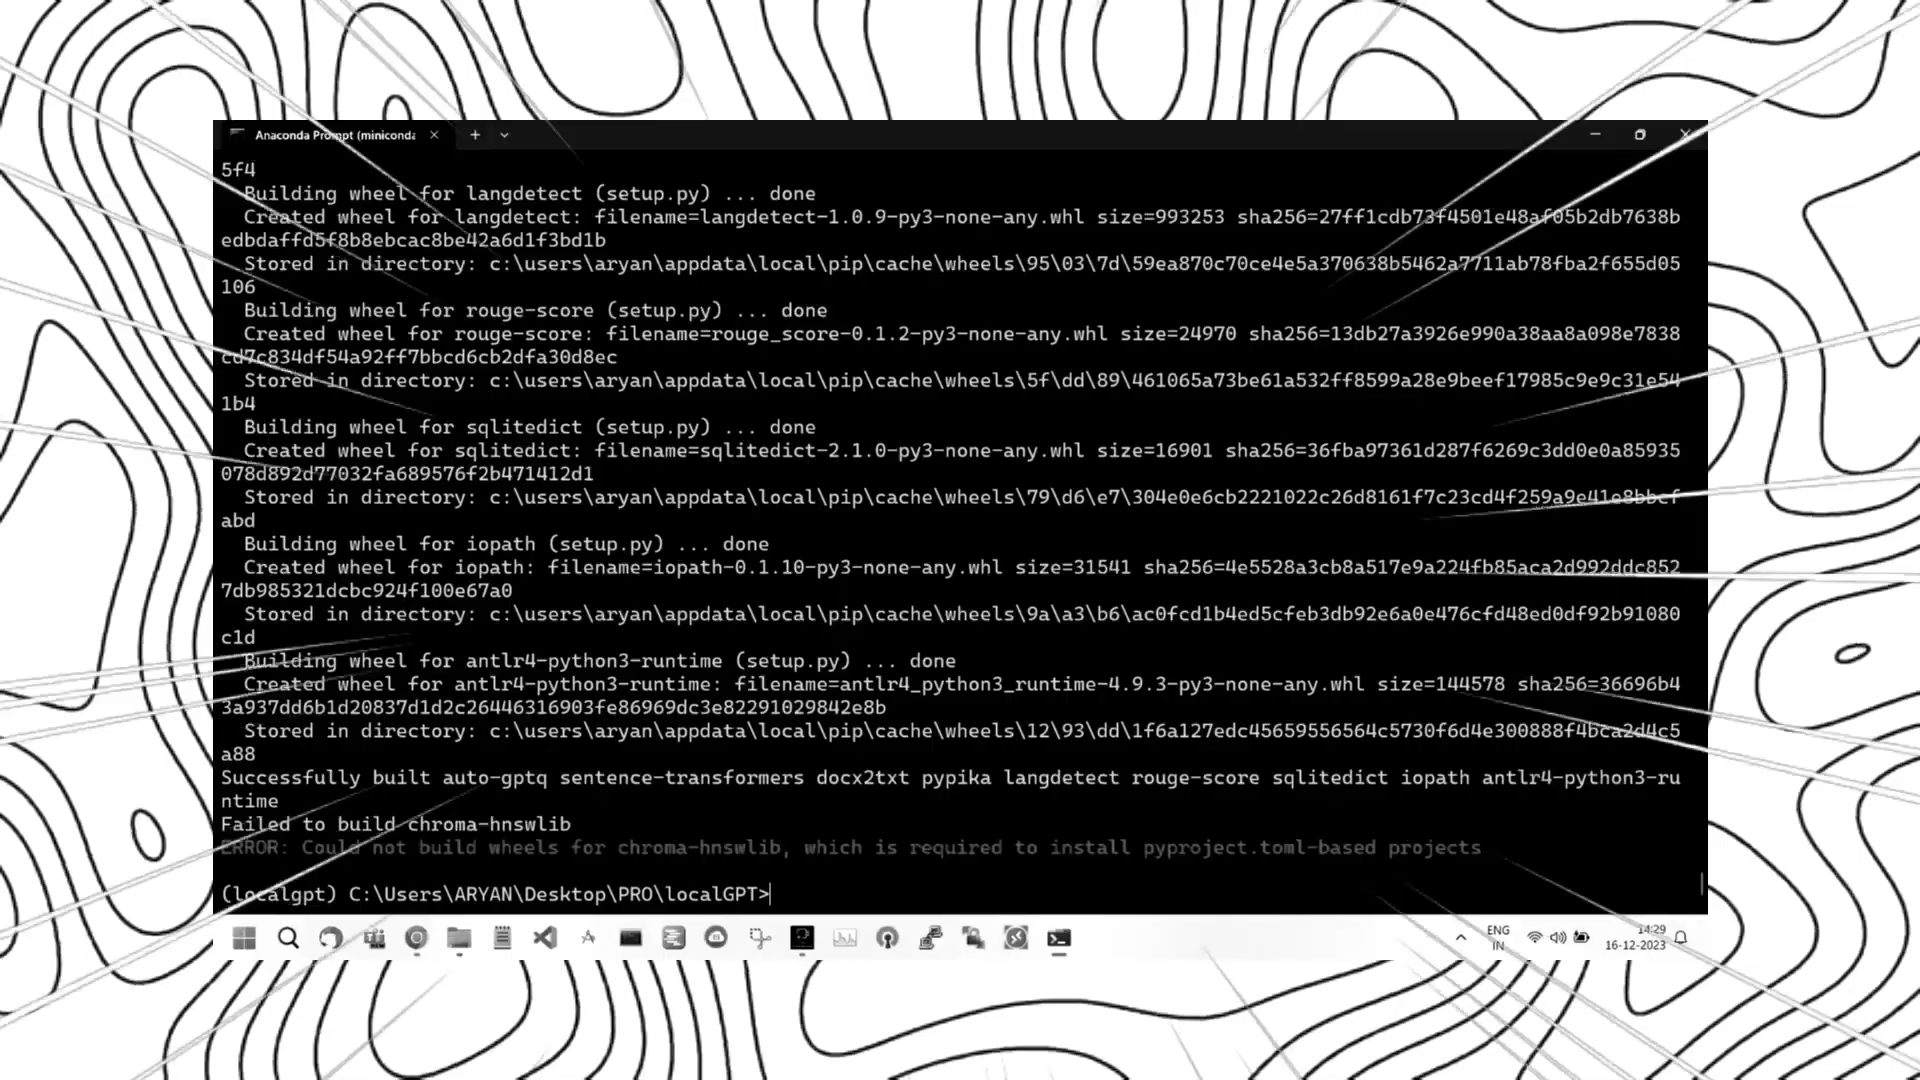 Anaconda Prompt (minicond
5f4
Building wheel for langdetect (setup.py) ... done
Created wheel for langdetect: filename=langdetect-1.0.9-py3-none-any.whl size=993253 sha256=27ff1cdb73f4501e48af05b2db7638b
edbdaffd5f8b8ebcac8be42a6d1f3bd1b
Stored in directory: c:\users\aryan\appdata\local\pip\cache\wheels\95\03\7d\59ea870c70ce4e5a370638b5462a7711ab78fba2f655d05
106
Building wheel for rouge-score (setup.py) ... done
Created wheel for rouge-score: filename=rouge_score-0.1.2-py3-none-any.whl size=24970 sha256=13db27a3926e990a38aa8a098e7838
cd7c834df54a92ff7bbcd6cb2dfa30d8ec
Stored in directory: c:\users\aryan\appdata\local\pip\cache\wheels\5f\dd\89\461065a73be61a532ff8599a28e9beef17985c9e9c31e54
1b4
Building wheel for sqlitedict (setup.py) ... done
Created wheel for sqlitedict: filename=sqlitedict-2.1.0-py3-none-any.whl size=16901 sha256=36fba97361d287f6269c3dd0e0a85935
078d892d77032fa689576f2b471412d1
Stored in directory: c:\users\aryan\appdata\local\pip\cache\wheels\79\d6\e7\304e0e6cb2221022c26d8161f7c23cd4f259a9e41e8bbcf
abd
Building wheel for iopath (setup.py) ... done
Created wheel for iopath: filename=iopath-0.1.10-py3-none-any.whl size=31541 sha256=4e5528a3cb8a517e9a224fb85aca2d992ddc852
7db985321dcbc924f100e67a0
Stored in directory: c:\users\aryan\appdata\local\pip\cache\wheels\9a\a3\b6\ac0fcd1b4ed5cfeb3db92e6a0e476cfd48ed0df92b91080
c1d
Building wheel for antlr4-python3-runtime (setup.py) ... done
Created wheel for antlr4-python3-runtime: filename=antlr4_python3_runtime-4.9.3-py3-none-any.whl size=144578 sha256=36696b4
3a937dd6b1d20837d1d2c26446316903fe86969dc3e82291029842e8b
Stored in directory: c:\users\aryan\appdata\local\pip\cache\wheels\12\93\dd\1f6a127edc45659556564c5730f6d4e300888f4bca2d4c5
a88
Successfully built auto-gptq sentence-transformers docx2txt pypika langdetect rouge-score sqlitedict iopath antlr4-python3-ru
ntime
Failed to build chroma-hnswlib
ERROR: Could not build wheels for chroma-hnswlib, which is required to install pyproject.toml-based projects
(localgpt) C:\Users\ARYAN\Desktop\PRO\localGPT>
ENG
IN
14:29
16-12-2023